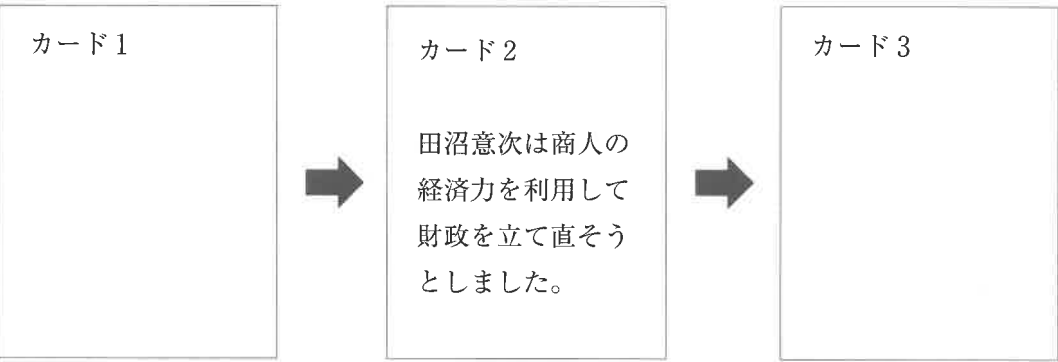 カード1
カード2
田沼意次は商人の
経済力を利用して
財政を立て直そう
としました。
カード3